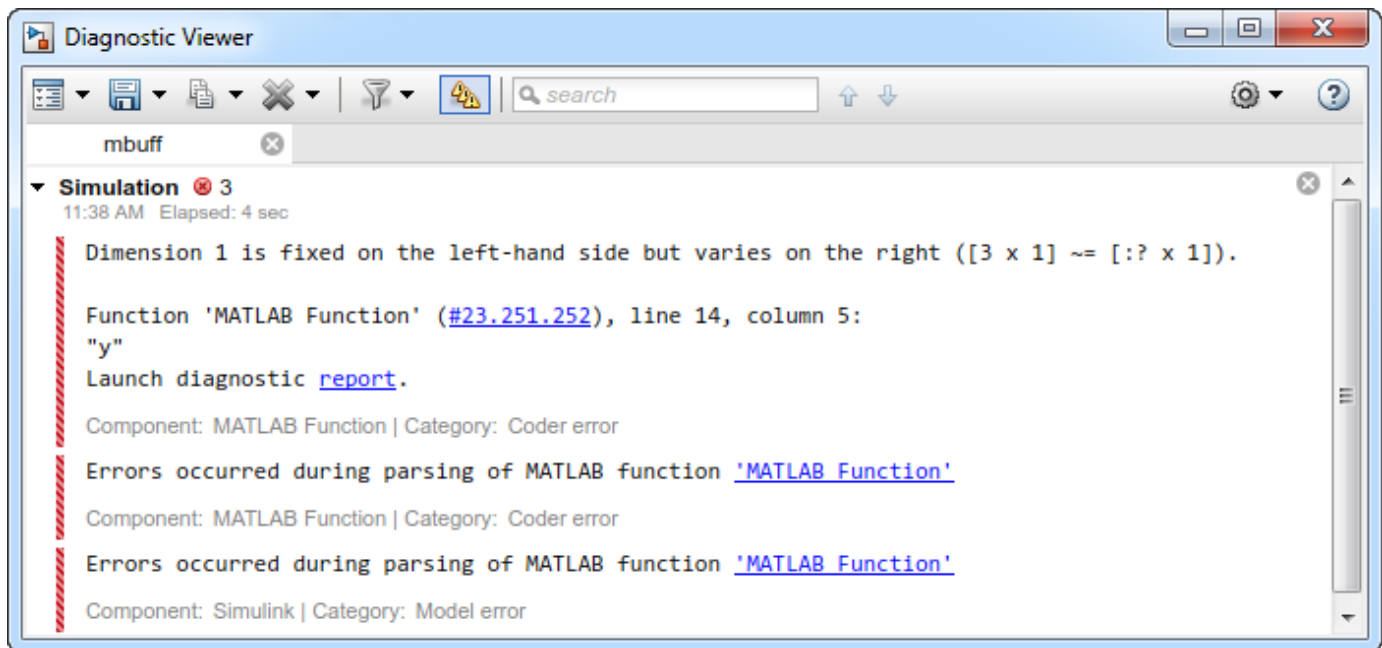 Diagnostic Viewer
search
mbuff
Simulation 3
11:38 AM Elapsed: 4 sec
Dimension 1 is fixed on the left-hand side but varies on the right ([3 x 1] ~= [:? x 1]).
Function 'MATLAB Function' (#23.251.252), line 14, column 5:
"y"
Launch diagnostic report.
Component: MATLAB Function | Category: Coder error
Errors occurred during parsing of MATLAB function 'MATLAB Function'
Component: MATLAB Function | Category: Coder error
Errors occurred during parsing of MATLAB function 'MATLAB Function'
Component: Simulink | Category: Model error